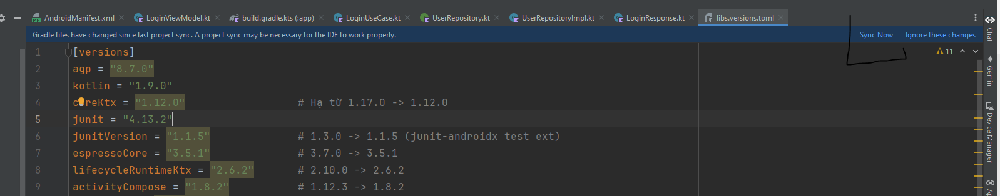 AndroidManifest.xml LoginViewModel.kt build.gradle.kts (:app) LoginUseCase.kt UserRepository.kt UserRepositoryImpl.kt LoginResponse.kt libs.versions.toml
Gradle files have changed since last project sync. A project sync may be necessary for the IDE to work properly. Sync Now Ignore these changes
1 [versions] 11
2 agp = "8.7.0"
3 kotlin = "1.9.0"
4 coreKtx = "1.12.0" # Hạ từ 1.17.0 -> 1.12.0
5 junit = "4.13.2"
6 junitVersion = "1.1.5" # 1.3.0 -> 1.1.5 (junit-androidx test ext)
7 espressoCore = "3.5.1" # 3.7.0 -> 3.5.1
8 lifecycleRuntimeKtx = "2.6.2" # 2.10.0 -> 2.6.2
9 activityCompose = "1.8.2" # 1.12.3 -> 1.8.2
Chat
Gemini
Device Manager